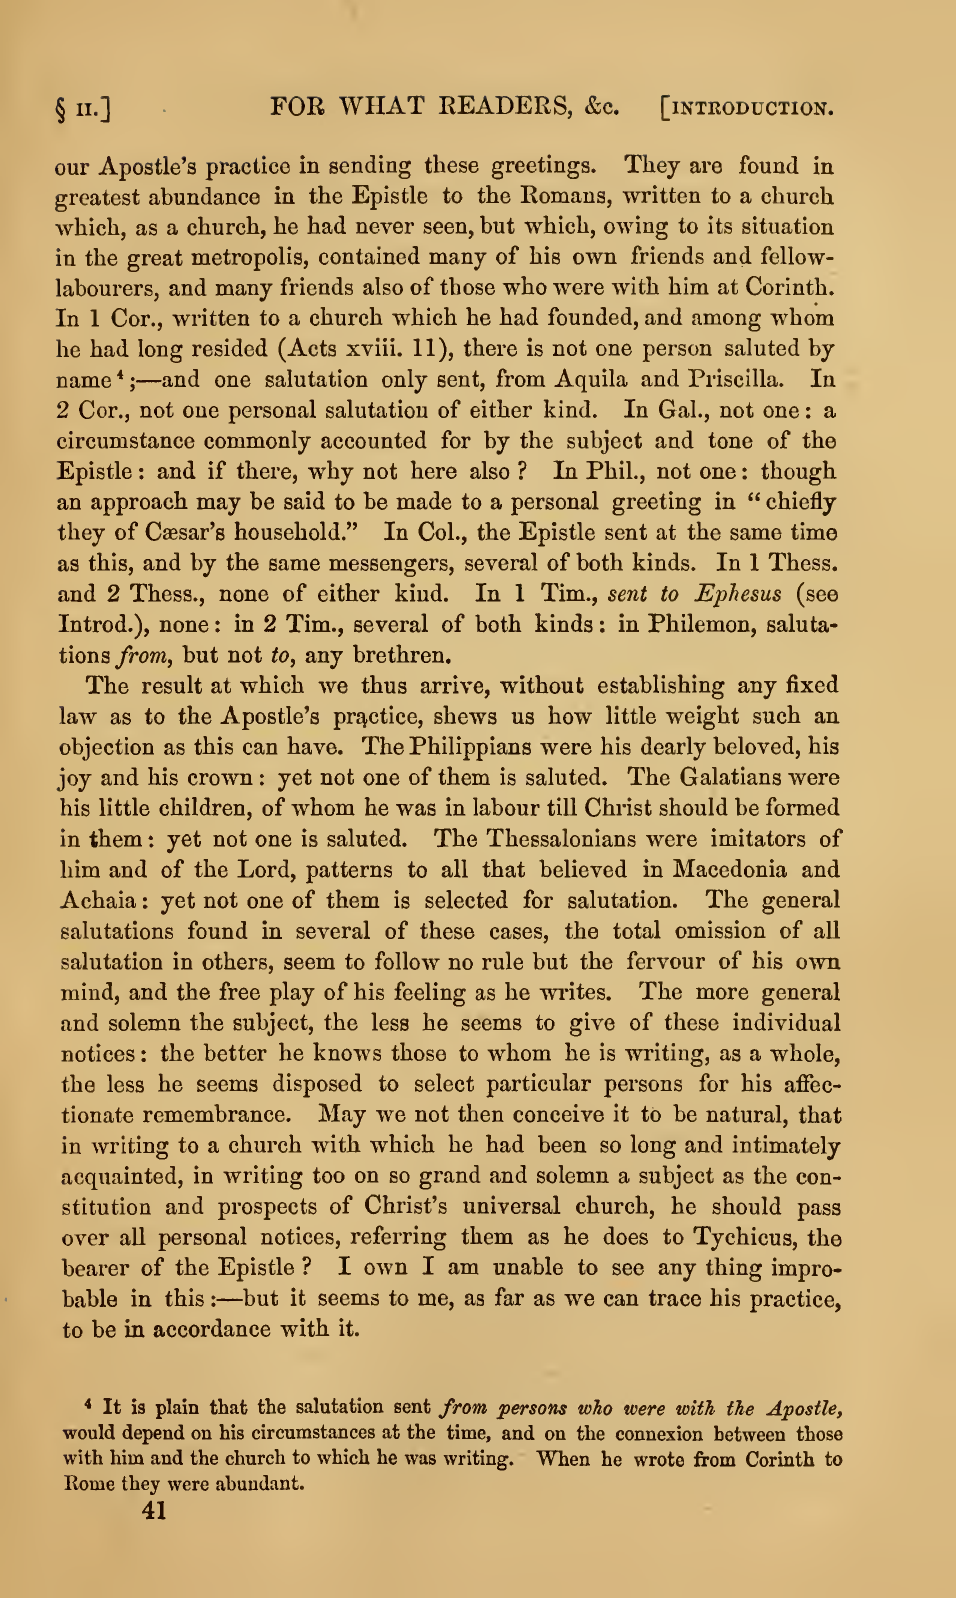 § II.] FOR WHAT READERS, &c. [INTRODUCTION.
our Apostle's practice in sending these greetings. They are found in
greatest abundance in the Epistle to the Romans, written to a church
which, as a church, he had never seen, but which, owing to its situation
in the great metropolis, contained many of his own friends and fellow-
labourers, and many friends also of those who were with him at Corinth.
In 1 Cor., written to a church which he had founded, and among whom
he had long resided (Acts xviii. 11), there is not one person saluted by
name⁴;—and one salutation only sent, from Aquila and Priscilla. In
2 Cor., not one personal salutation of either kind. In Gal., not one: a
circumstance commonly accounted for by the subject and tone of the
Epistle: and if there, why not here also? In Phil., not one: though
an approach may be said to be made to a personal greeting in “chiefly
they of Cæsar's household.” In Col., the Epistle sent at the same time
as this, and by the same messengers, several of both kinds. In 1 Thess.
and 2 Thess., none of either kind. In 1 Tim., sent to Ephesus (see
Introd.), none: in 2 Tim., several of both kinds: in Philemon, saluta-
tions from, but not to, any brethren.
The result at which we thus arrive, without establishing any fixed
law as to the Apostle's practice, shews us how little weight such an
objection as this can have. The Philippians were his dearly beloved, his
joy and his crown: yet not one of them is saluted. The Galatians were
his little children, of whom he was in labour till Christ should be formed
in them: yet not one is saluted. The Thessalonians were imitators of
him and of the Lord, patterns to all that believed in Macedonia and
Achaia: yet not one of them is selected for salutation. The general
salutations found in several of these cases, the total omission of all
salutation in others, seem to follow no rule but the fervour of his own
mind, and the free play of his feeling as he writes. The more general
and solemn the subject, the less he seems to give of these individual
notices: the better he knows those to whom he is writing, as a whole,
the less he seems disposed to select particular persons for his affec-
tionate remembrance. May we not then conceive it to be natural, that
in writing to a church with which he had been so long and intimately
acquainted, in writing too on so grand and solemn a subject as the con-
stitution and prospects of Christ's universal church, he should pass
over all personal notices, referring them as he does to Tychicus, the
bearer of the Epistle? I own I am unable to see any thing impro-
bable in this:—but it seems to me, as far as we can trace his practice,
to be in accordance with it.
⁴ It is plain that the salutation sent from persons who were with the Apostle,
would depend on his circumstances at the time, and on the connexion between those
with him and the church to which he was writing. When he wrote from Corinth to
Rome they were abundant.
41